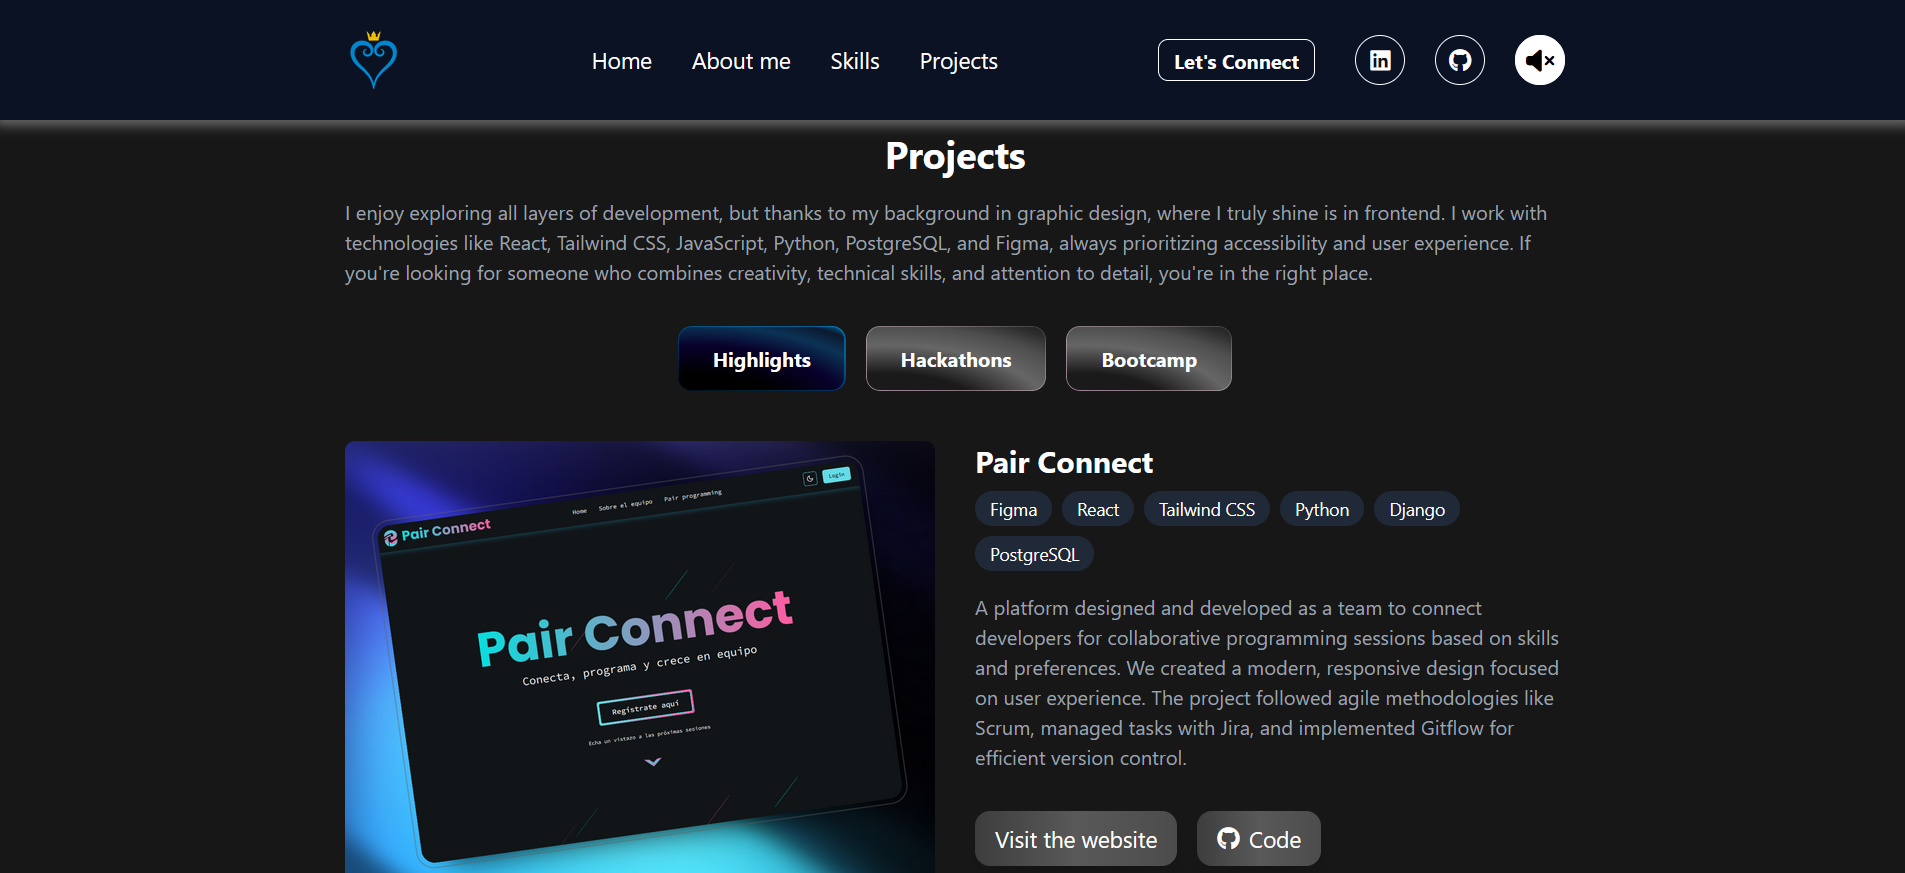 Home
About me
Skills
Projects
Let's Connect
Projects
I enjoy exploring all layers of development, but thanks to my background in graphic design, where I truly shine is in frontend. I work with
technologies like React, Tailwind CSS, JavaScript, Python, PostgreSQL, and Figma, always prioritizing accessibility and user experience. If
you're looking for someone who combines creativity, technical skills, and attention to detail, you're in the right place.
Highlights
Hackathons
Bootcamp
Pair Connect
Home
Sobre el equipo
Pair programming
Login
Pair Connect
Conecta, programa y crece en equipo
Regístrate aquí
Echa un vistazo a las próximas sesiones
Pair Connect
Figma
React
Tailwind CSS
Python
Django
PostgreSQL
A platform designed and developed as a team to connect
developers for collaborative programming sessions based on skills
and preferences. We created a modern, responsive design focused
on user experience. The project followed agile methodologies like
Scrum, managed tasks with Jira, and implemented Gitflow for
efficient version control.
Visit the website
Code